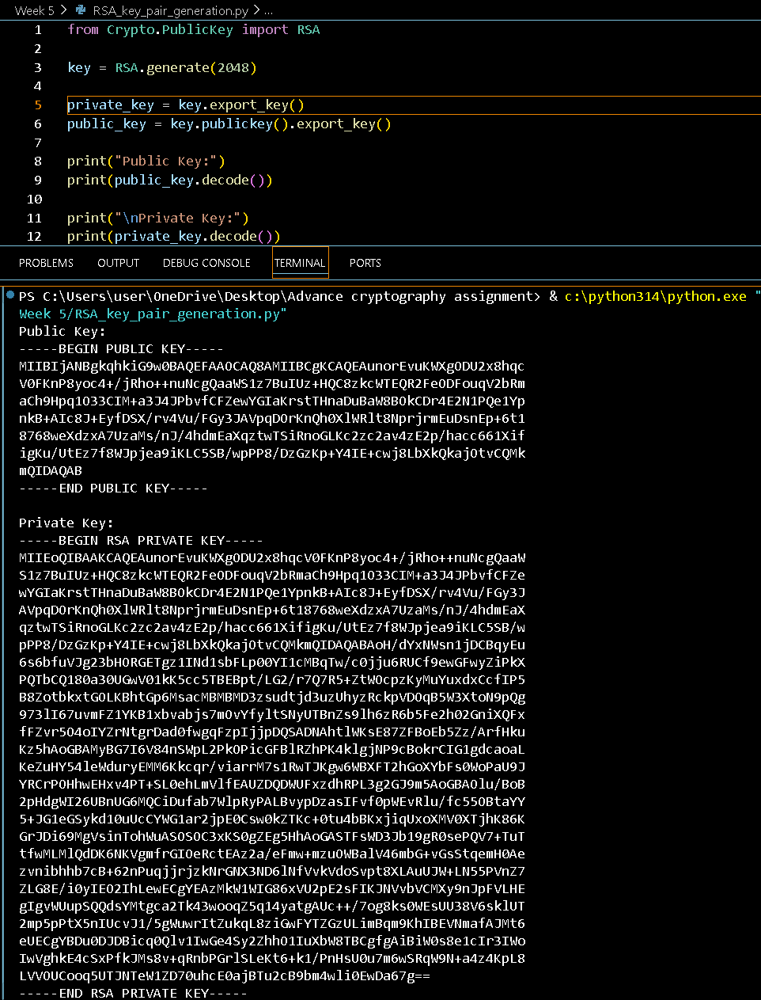 Week 5 > RSA_key_pair_generation.py > ...
1 from Crypto.PublicKey import RSA
2
3 key = RSA.generate(2048)
4
5 private_key = key.export_key()
6 public_key = key.publickey().export_key()
7
8 print("Public Key:")
9 print(public_key.decode())
10
11 print("\nPrivate Key:")
12 print(private_key.decode())
PROBLEMS OUTPUT DEBUG CONSOLE TERMINAL PORTS
PS C:\Users\user\OneDrive\Desktop\Advance cryptography assignment> & c:\python314\python.exe "
Week 5/RSA_key_pair_generation.py"
Public Key:
-----BEGIN PUBLIC KEY-----
MIIBIjANBgkqhkiG9w0BAQEFAAOCAQ8AMIIBCgKCAQEAunorEvuKWXgODU2x8hqc
V0FKnP8yoc4+/jRho++nuNcgQaaWS1z7BuIUz+HQC8zkcWTEQR2FeODFouqV2bRm
aCh9Hpq1O33CIM+a3J4JPbvfCFZewYGIaKrstTHnaDuBaW8BOkCDr4E2N1PQe1Yp
nkB+AIc8J+EyfDSX/rv4Vu/FGy3JAVpqDOrKnQh0XlWRlt8NprjrmEuDsnEp+6t1
8768weXdzxA7UzaMs/nJ/4hdmEaXqztwTSiRnoGLKc2zc2av4zE2p/hacc661Xif
igKu/UtEz7f8WJpjea9iKLC5SB/wpPP8/DzGzKp+Y4IE+cwj8LbXkQkajOtvCQMk
mQIDAQAB
-----END PUBLIC KEY-----
Private Key:
-----BEGIN RSA PRIVATE KEY-----
MIIEoQIBAAKCAQEAunorEvuKWXgODU2x8hqcV0FKnP8yoc4+/jRho++nuNcgQaaW
S1z7BuIUz+HQC8zkcWTEQR2FeODFouqV2bRmaCh9Hpq1O33CIM+a3J4JPbvfCFZe
wYGIaKrstTHnaDuBaW8BOkCDr4E2N1PQe1YpnkB+AIc8J+EyfDSX/rv4Vu/FGy3J
AVpqDOrKnQh0XlWRlt8NprjrmEuDsnEp+6t18768weXdzxA7UzaMs/nJ/4hdmEaX
qztwTSiRnoGLKc2zc2av4zE2p/hacc661XifigKu/UtEz7f8WJpjea9iKLC5SB/w
pPP8/DzGzKp+Y4IE+cwj8LbXkQkajOtvCQMkmQIDAQABAoH/dYxNWsn1jDCBqyEu
6s6bfuVJg23bHORGETgz1INd1sbFLp00YI1cMBqTw/c0jju6RUCf9ewGFwyZiPkX
PQTbCQ180a30UGwV01kK5cc5TBEBpt/LG2/r7Q7R5+ZtWOcpzKyMuYuxdxCcfIP5
B8ZotbkxtGOLKBhtGp6MsacMBMBMD3zsudtjd3uzUhyzRckpVDOqB5W3XtoN9pQg
973lI67uvmFZ1YKB1xbvabjs7mOvYfyltSNyUTBnZs9lh6zR6b5Fe2h02GniXQFx
fFZvr5O4oIYZrNtgrDad0fwgqFzpIjjpDQSADNAhtlWKsE87ZFBoEb5Zz/ArfHku
Kz5hAoGBAMyBG7I6V84nSWpL2PkOPicGFBlRZhPK4klgjNP9cBokrCIG1gdcaoaL
KeZuHY54leWduryEMM6Kkcqr/viarrM7s1RwTJKgw6WBXFT2hGoXYbFs0WoPaU9J
YRCrPOHhwEHxv4PT+SL0ehLmVlfEAUZDQDWUFxzdhRPL3g2GJ9m5AoGBAOlu/BoB
2pHdgWI26UBnUG6MQCiDufab7WlpRyPALBvypDzasIFvf0pWEvRlu/fc55OBtaYY
5+JG1eGSykd10uUcCYWG1ar2jpE0Csw0kZTKc+0tu4bBKxjiqUxoXMV0XTjhK86K
GrJDi69MgVsinTohWuASOSOC3xKS0gZEg5HhAoGASTFsWD3Jb19gR0sePQV7+TuT
tfwMLMlQdDK6NKVgmfrGIOeRctEAz2a/eFmw+mzuOWBalV46mbG+vGsStqemH0Ae
zvnibhhb7cB+62nPuqjjrjzkNrGNX3ND6lNfVvkVdoSvpt8XLAuUJW+LN55PVnZ7
ZLG8E/i0yIEO2IhLewECgYEAzMkW1WIG86xVU2pE2sFIKJNVvbVCMXy9nJpFVLHE
gIgvWUupSQQdsYMtgca2Tk43wooqZ5q14yatgAUc++/7og8ks0WEsUU38V6sklUT
2mp5pPtX5nIUcvJ1/5gWuwrItZukqL8ziGwFYTZGzULimBqm9KhIBEVNmafAJMt6
eUECgYBDu0DJDBicq0Qlv1IwGe4Sy2ZhhO1IuXbW8TBCgfgAiBiW0s8e1cIr3IWo
IwVghkE4cSxPfkJMs8v+qRnbPGrlSLeKt6+k1/PnHsU0u7m6wSRqW9N+a4z4KpL8
LVVOUCooq5UTJNTeW1ZD70uhcE0ajBTu2cB9bm4wli0EwDa67g==
-----END RSA PRIVATE KEY-----